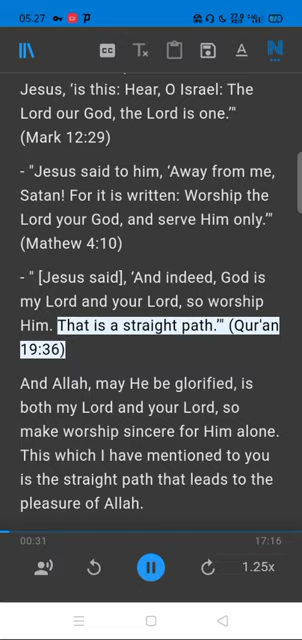 05.27
Jesus, 'is this: Hear, O Israel: The
Lord our God, the Lord is one.'"
(Mark 12:29)
- "Jesus said to him, 'Away from me,
Satan! For it is written: Worship the
Lord your God, and serve Him only.'"
(Mathew 4:10)
- " [Jesus said], 'And indeed, God is
my Lord and your Lord, so worship
Him. That is a straight path.'" (Qur'an
19:36)
And Allah, may He be glorified, is
both my Lord and your Lord, so
make worship sincere for Him alone.
This which I have mentioned to you
is the straight path that leads to the
pleasure of Allah.
00:31 17:16
1.25x